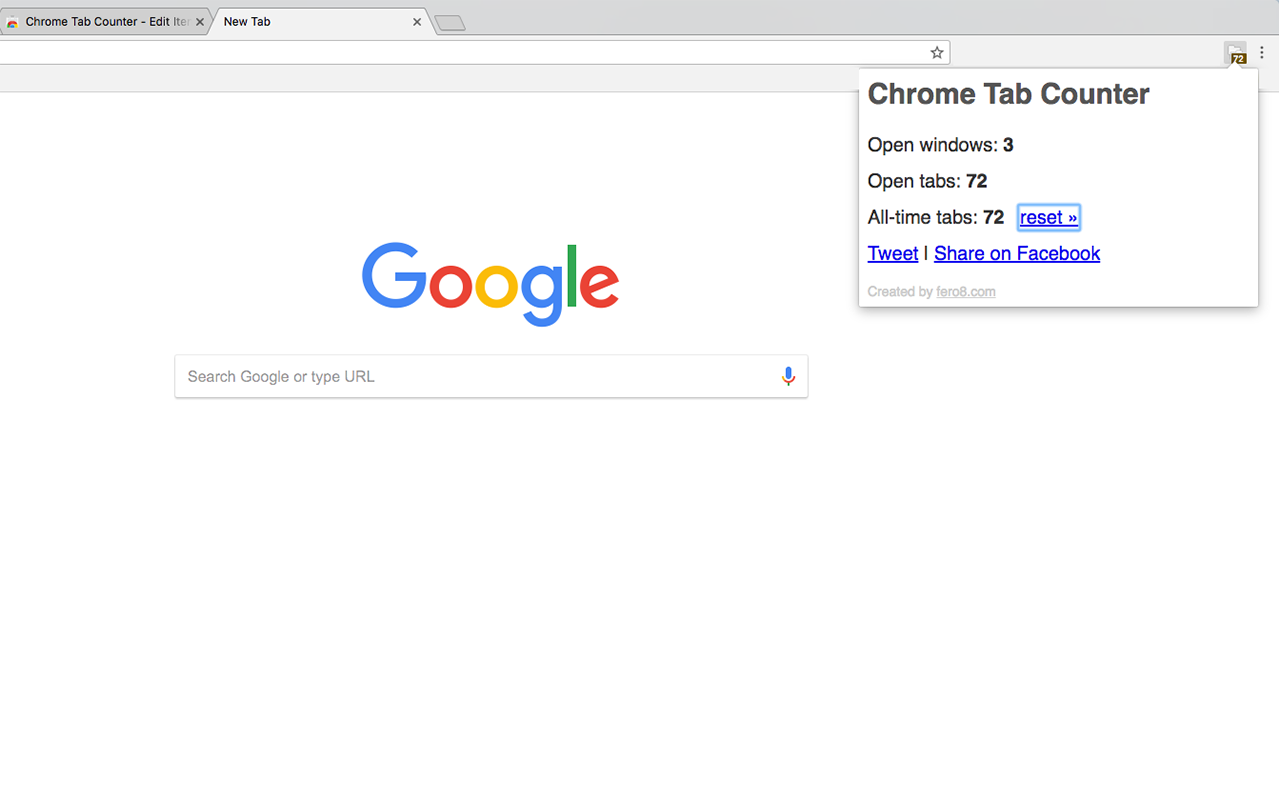 Chrome Tab Counter - Edit Iter
New Tab
72
Chrome Tab Counter
Open windows: 3
Open tabs: 72
All-time tabs: 72 reset »
Tweet | Share on Facebook
Created by fero8.com
Google
Search Google or type URL